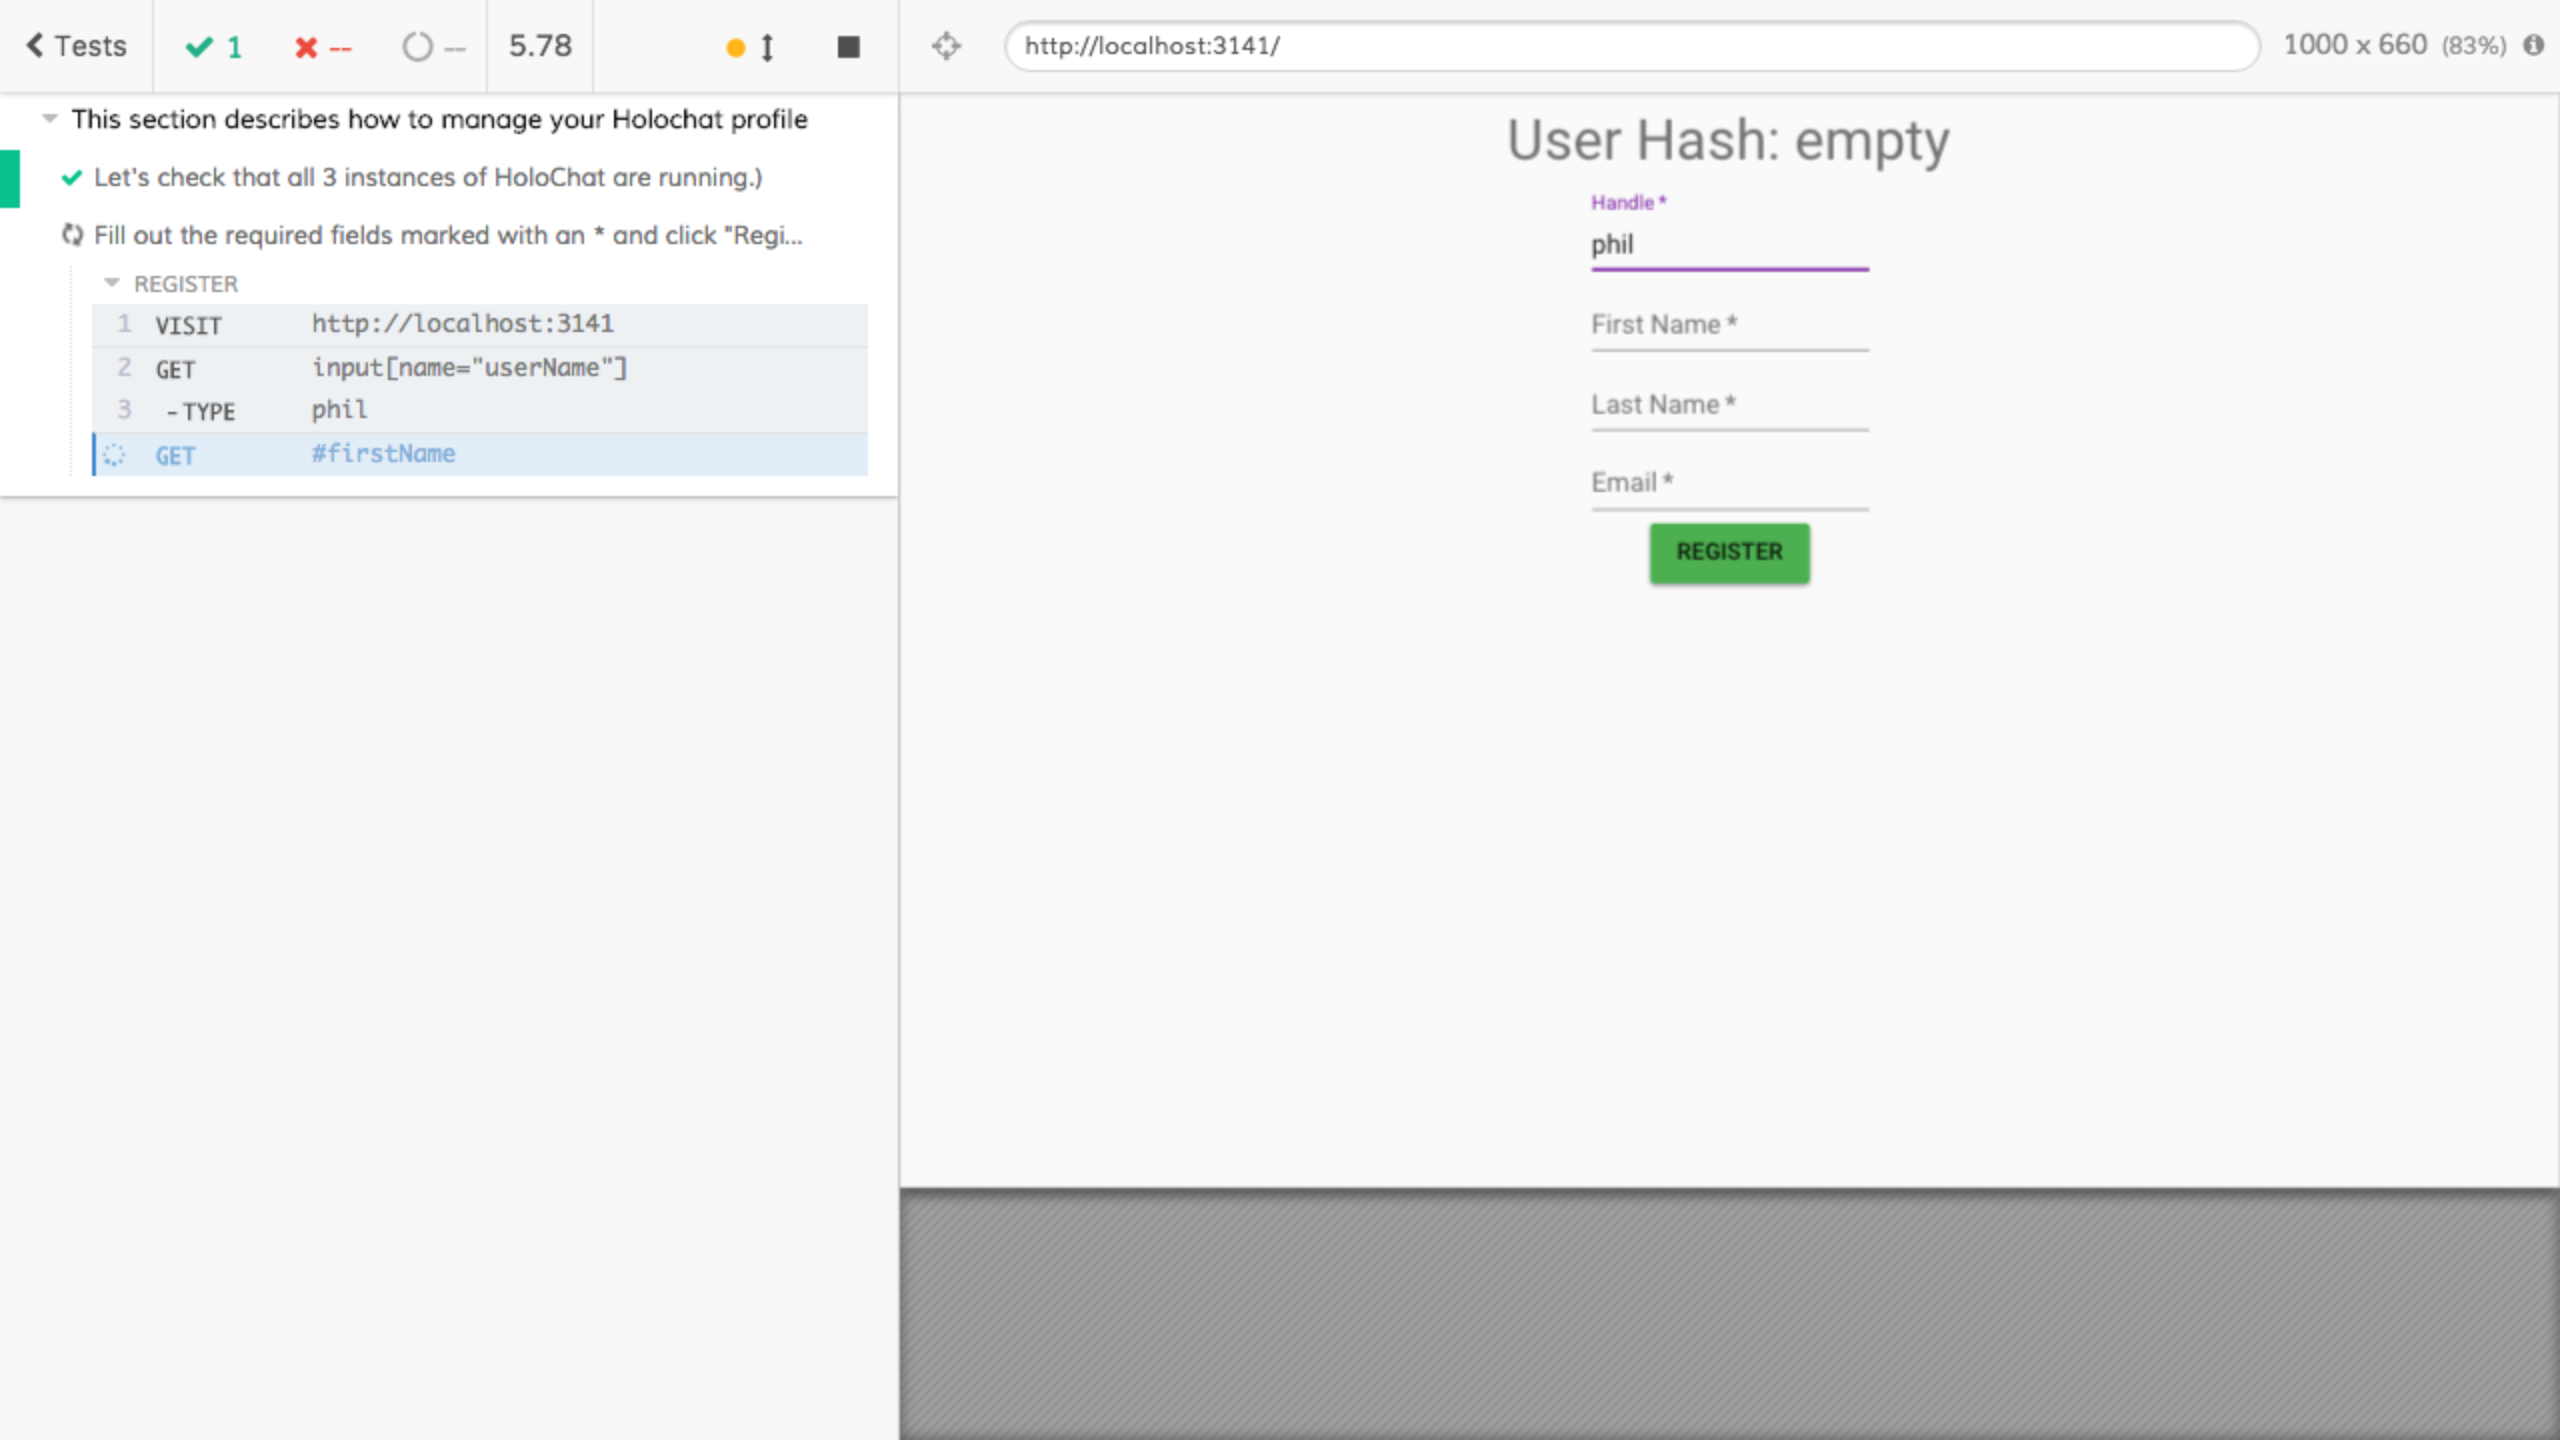 Tests 1 -- -- 5.78 http://localhost:3141/ 1000 x 660 (83%)
This section describes how to manage your Holochat profile
Let's check that all 3 instances of HoloChat are running.)
Fill out the required fields marked with an * and click "Regi...
REGISTER
1 VISIT http://localhost:3141
2 GET input[name="userName"]
3 -TYPE phil
GET #firstName
User Hash: empty
Handle *
phil
First Name *
Last Name *
Email *
REGISTER